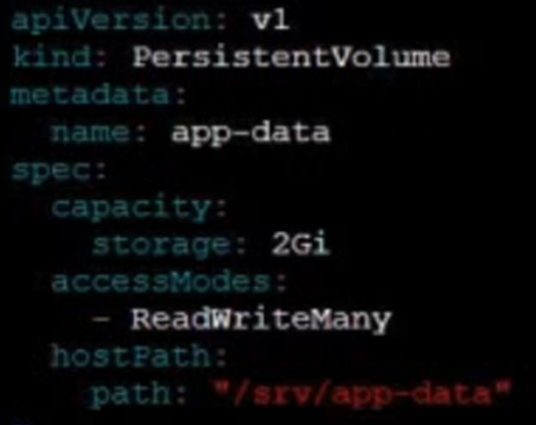 apiVersion: v1
kind: PersistentVolume
metadata:
  name: app-data
spec:
  capacity:
    storage: 2Gi
  accessModes:
    - ReadWriteMany
  hostPath:
    path: "/srv/app-data"